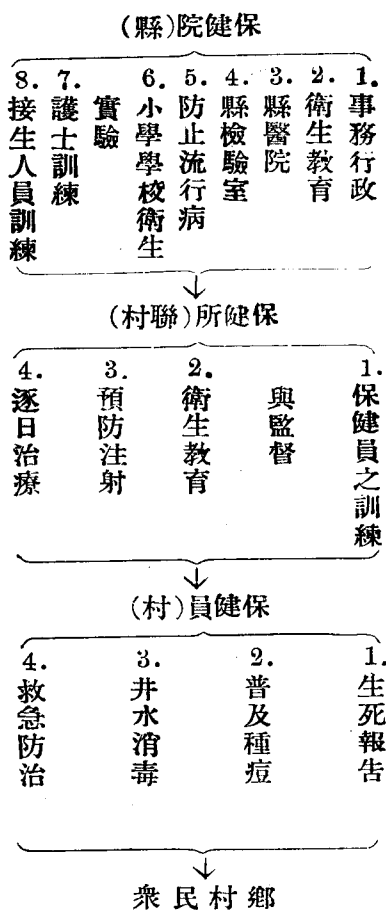 保健院(縣)
1. 事務行政
2. 衛生教育
3. 縣醫院
4. 縣檢驗室
5. 防止流行病
6. 小學學校衛生
實驗
7. 護士訓練
8. 接生人員訓練
保健所(聯村)
1. 保健員之訓練
與監督
2. 衛生教育
3. 預防注射
4. 逐日治療
保健員(村)
1. 生死報告
2. 普及種痘
3. 井水消毒
4. 救急防治
鄉村民眾